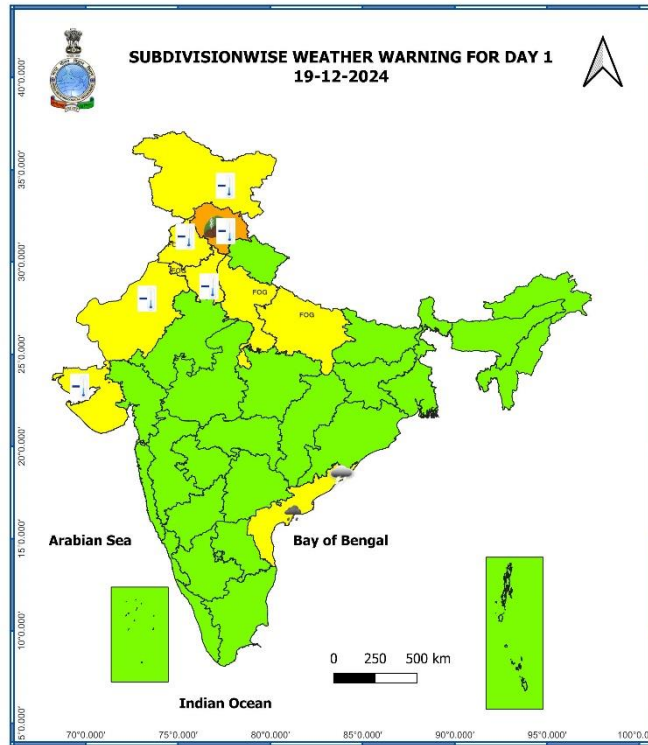 SUBDIVISIONWISE WEATHER WARNING FOR DAY 1
19-12-2024
40°0.000'
35°0.000'
30°0.000'
25°0.000'
20°0.000'
15°0.000'
10°0.000'
5°0.000'
FOG
FOG
FOG
Arabian Sea
Bay of Bengal
0 250 500 km
Indian Ocean
70°0.000' 75°0.000' 80°0.000' 85°0.000' 90°0.000' 95°0.000' 100°0.0